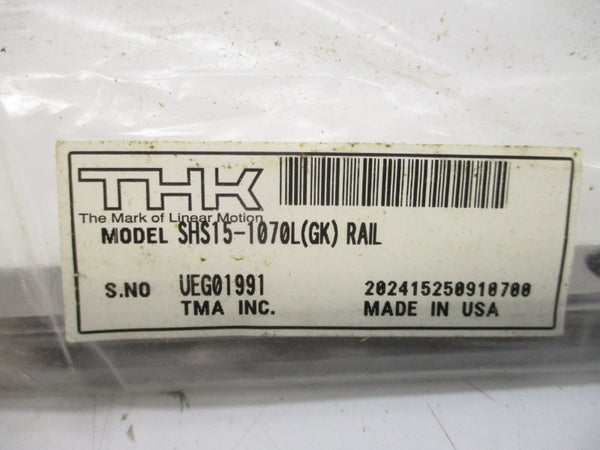 THK
The Mark of Linear Motion
MODEL SHS15-1070L(GK) RAIL
S.NO UEG01991
TMA INC.
202415250910700
MADE IN USA